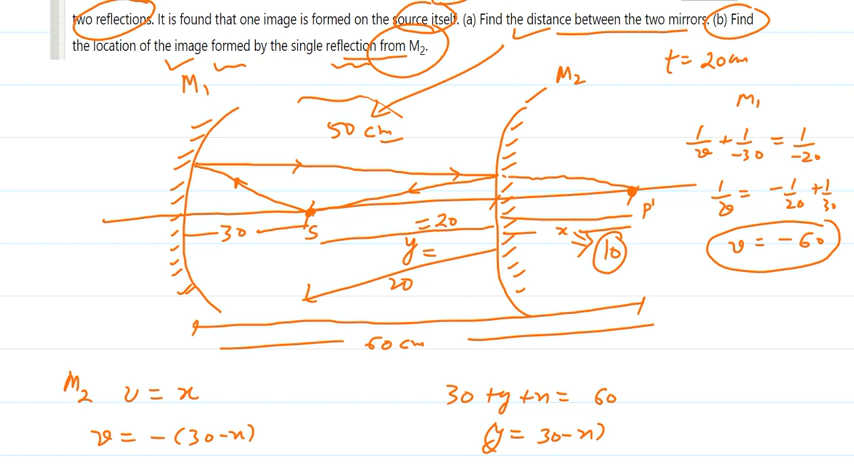 two reflections. It is found that one image is formed on the source itself. (a) Find the distance between the two mirrors. (b) Find
the location of the image formed by the single reflection from M₂.
t = 20cm
M₁
M₂
50 cm
M₁
1/v + 1/-30 = 1/-20
1/v = -1/20 + 1/30
v = -60
30
S
= 20
y =
20
x ⇒ 10
P'
60 cm
M₂ u = x
v = -(30-x)
30 + y + x = 60
(y = 30-x)